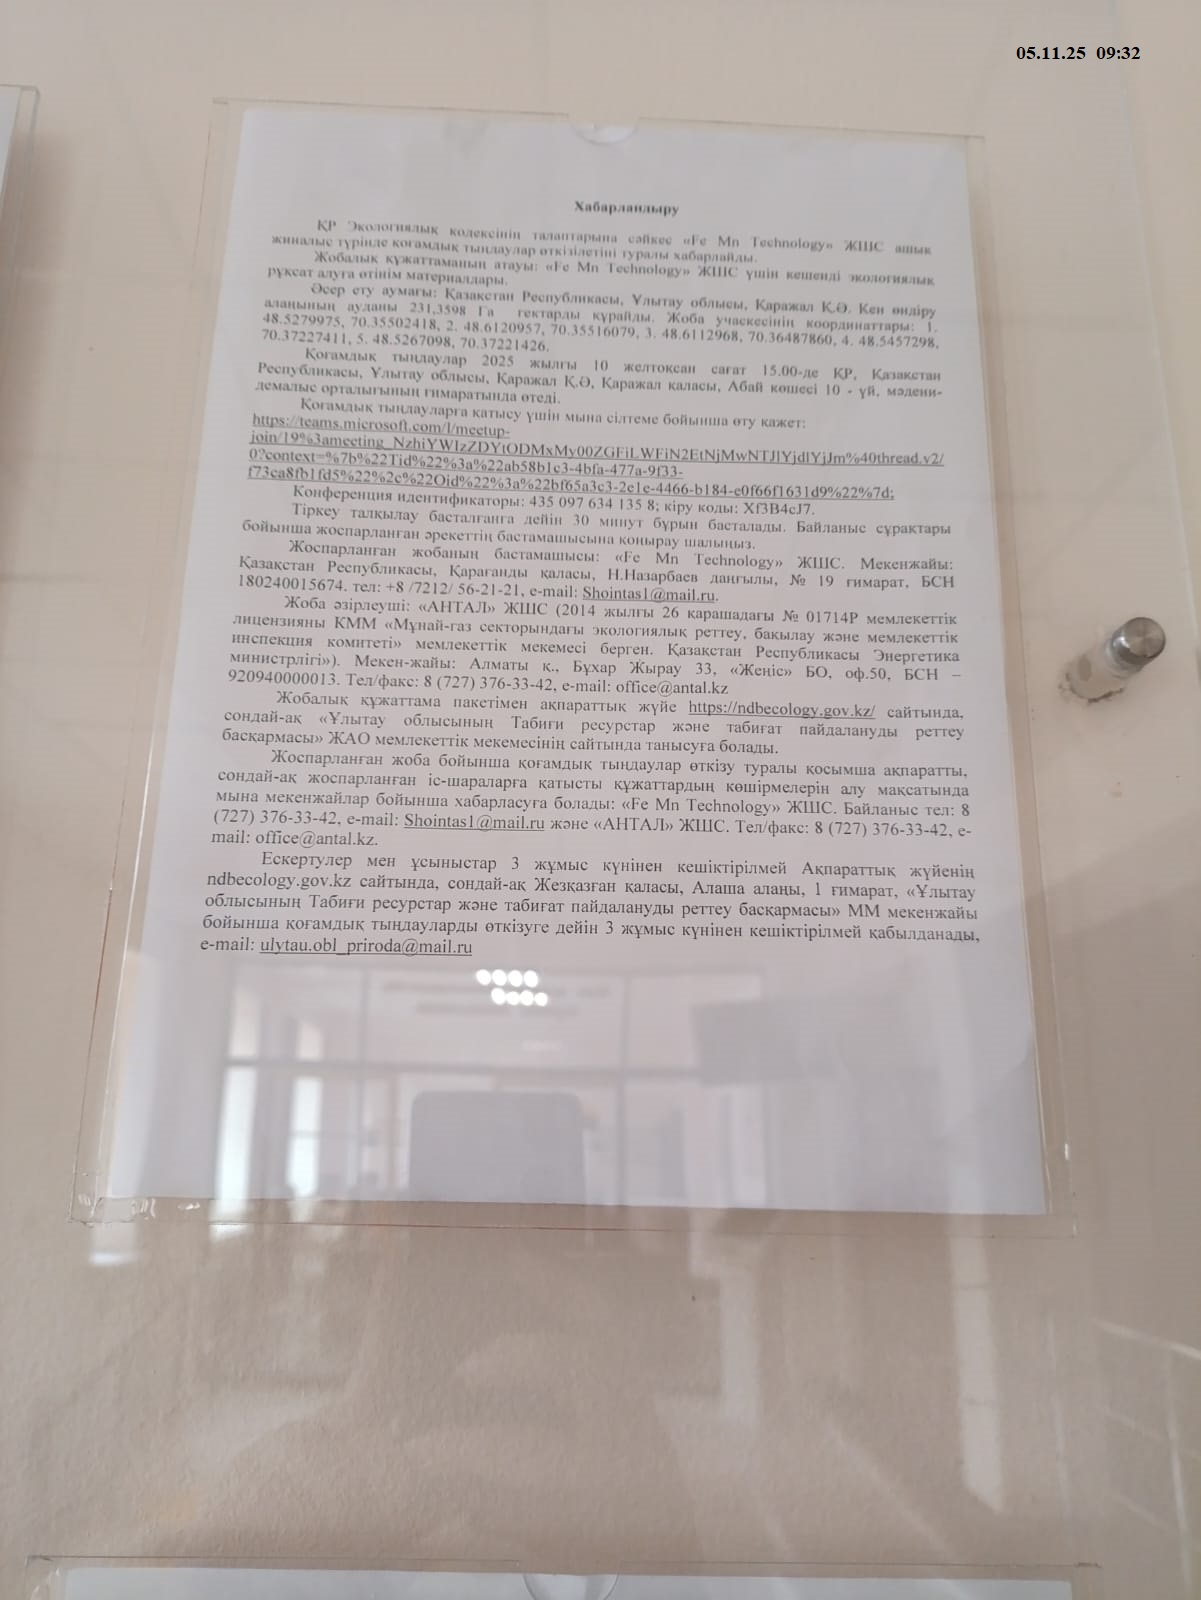 05.11.25 09:32
Хабарландыру
ҚР Экологиялық кодексінің талаптарына сәйкес «Fe Mn Technology» ЖШС ашық
жиналыс түрінде қоғамдық тыңдаулар өткізілетіні туралы хабарлайды.
Жобалық құжаттаманың атауы: «Fe Mn Technology» ЖШС үшін кешенді экологиялық
рұқсат алуға өтінім материалдары.
Әсер ету аумағы: Қазақстан Республикасы, Ұлытау облысы, Қаражал Қ.Ә. Кен өндіру
алаңының ауданы 231,3598 Га гектарды құрайды. Жоба учаскесінің координаттары: 1.
48.5279975, 70.35502418, 2. 48.6120957, 70.35516079, 3. 48.6112968, 70.36487860, 4. 48.5457298,
70.37227411, 5. 48.5267098, 70.37221426.
Қоғамдық тыңдаулар 2025 жылғы 10 желтоқсан сағат 15.00-де ҚР, Қазақстан
Республикасы, Ұлытау облысы, Қаражал Қ.Ә, Қаражал қаласы, Абай көшесі 10 - үй, мәдени-
демалыс орталығының ғимаратында өтеді.
Қоғамдық тыңдауларға қатысу үшін мына сілтеме бойынша өту қажет:
https://teams.microsoft.com/l/meetup-
join/19%3ameeting_NzhiYWIzZDYtODMxMy00ZGFiLWFiN2EtNjMwNTJlYjdlYjJm%40thread.v2/
0?context=%7b%22Tid%22%3a%22ab58b1c3-4bfa-477a-9f33-
f73ca8fb1fd5%22%2c%22Oid%22%3a%22bf65a3c3-2e1e-4466-b184-e0f66f1631d9%22%7d;
Конференция идентификаторы: 435 097 634 135 8; кіру коды: Xf3B4cJ7.
Тіркеу талқылау басталғанға дейін 30 минут бұрын басталады. Байланыс сұрақтары
бойынша жоспарланған әрекеттің бастамашысына қоңырау шалыңыз.
Жоспарланған жобаның бастамашысы: «Fe Mn Technology» ЖШС. Мекенжайы:
Қазақстан Республикасы, Қарағанды қаласы, Н.Назарбаев даңғылы, № 19 ғимарат, БСН
180240015674. тел: +8 /7212/ 56-21-21, e-mail: Shointas1@mail.ru.
Жоба әзірлеуші: «АНТАЛ» ЖШС (2014 жылғы 26 қарашадағы № 01714Р мемлекеттік
лицензияны КММ «Мұнай-газ секторындағы экологиялық реттеу, бақылау және мемлекеттік
инспекция комитеті» мемлекеттік мекемесі берген. Қазақстан Республикасы Энергетика
министрлігі»). Мекен-жайы: Алматы қ., Бұхар Жырау 33, «Жеңіс» БО, оф.50, БСН –
920940000013. Тел/факс: 8 (727) 376-33-42, e-mail: office@antal.kz
Жобалық құжаттама пакетімен ақпараттық жүйе https://ndbecology.gov.kz/ сайтында,
сондай-ақ «Ұлытау облысының Табиғи ресурстар және табиғат пайдалануды реттеу
басқармасы» ЖАО мемлекеттік мекемесінің сайтында танысуға болады.
Жоспарланған жоба бойынша қоғамдық тыңдаулар өткізу туралы қосымша ақпаратты,
сондай-ақ жоспарланған іс-шараларға қатысты құжаттардың көшірмелерін алу мақсатында
мына мекенжайлар бойынша хабарласуға болады: «Fe Mn Technology» ЖШС. Байланыс тел: 8
(727) 376-33-42, e-mail: Shointas1@mail.ru және «АНТАЛ» ЖШС. Тел/факс: 8 (727) 376-33-42, e-
mail: office@antal.kz.
Ескертулер мен ұсыныстар 3 жұмыс күнінен кешіктірілмей Ақпараттық жүйенің
ndbecology.gov.kz сайтында, сондай-ақ Жезқазған қаласы, Алаша алаңы, 1 ғимарат, «Ұлытау
облысының Табиғи ресурстар және табиғат пайдалануды реттеу басқармасы» ММ мекенжайы
бойынша қоғамдық тыңдауларды өткізуге дейін 3 жұмыс күнінен кешіктірілмей қабылданады,
e-mail: ulytau.obl_priroda@mail.ru